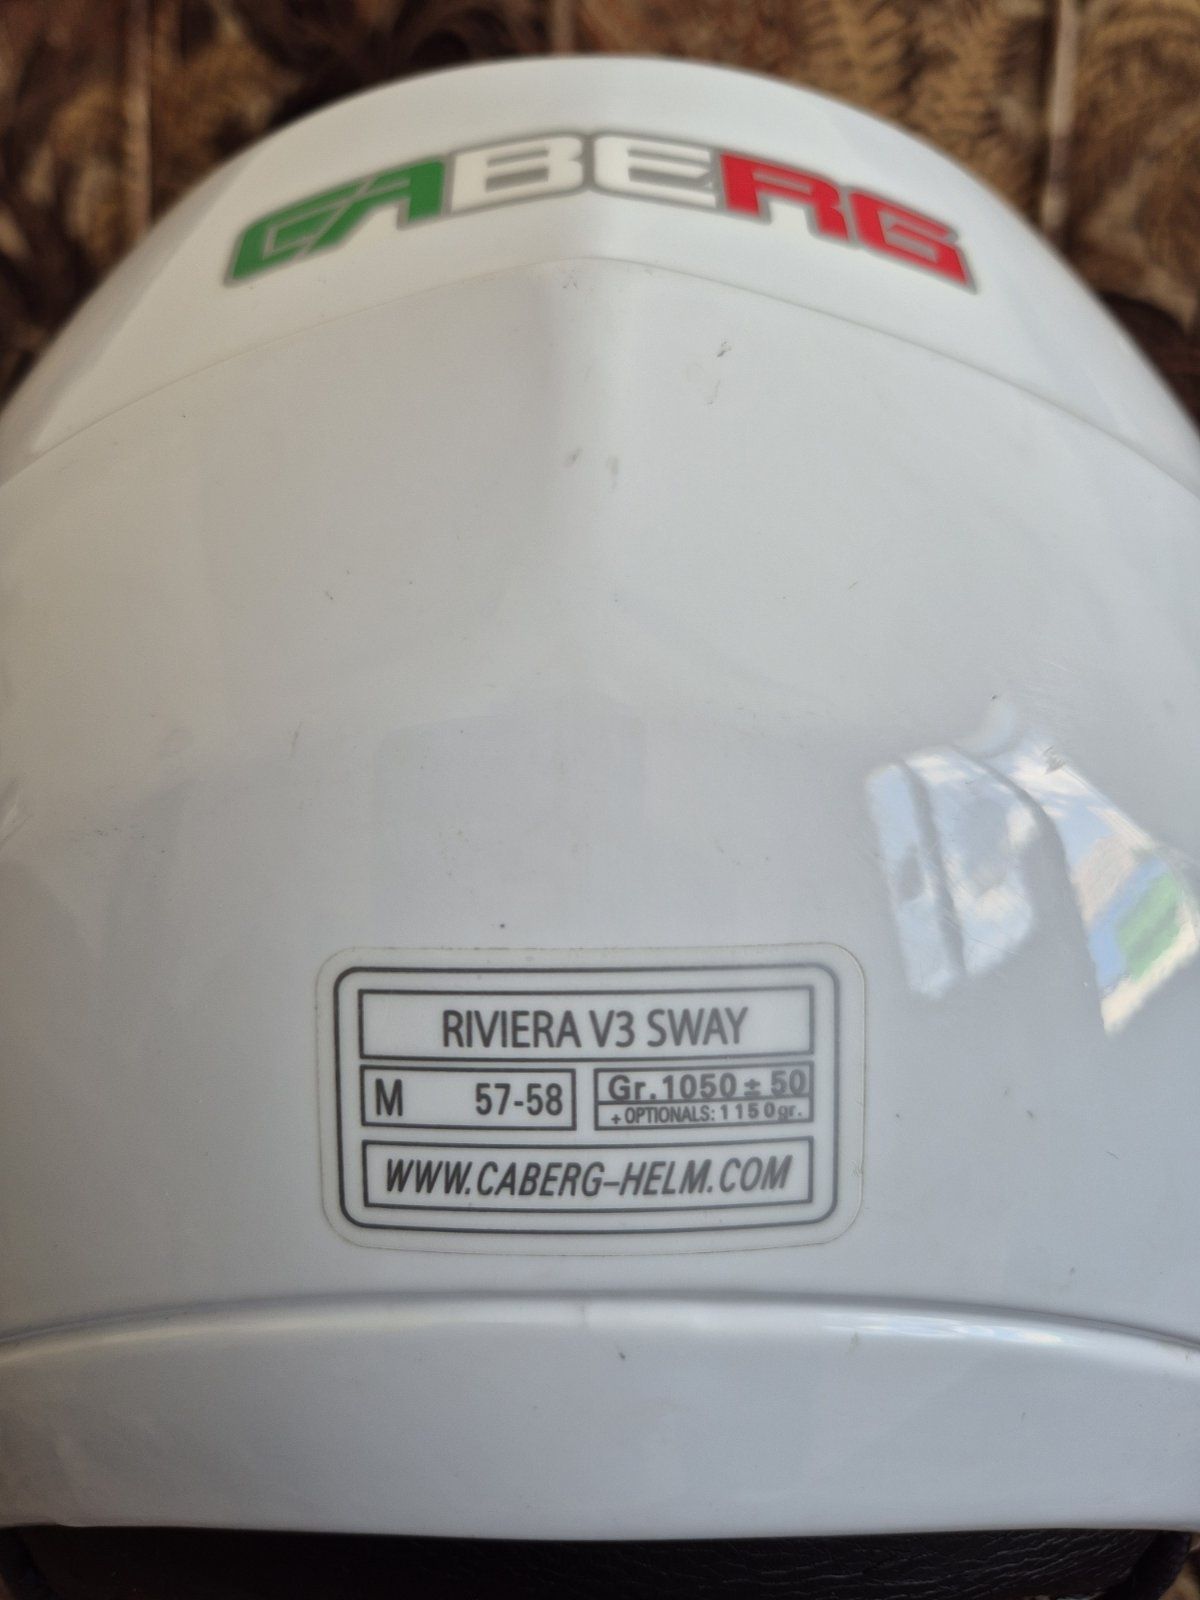 CABERG
RIVIERA V3 SWAY
M 57-58
Gr.1050 ± 50
+ OPTIONALS: 1150gr.
WWW.CABERG-HELM.COM